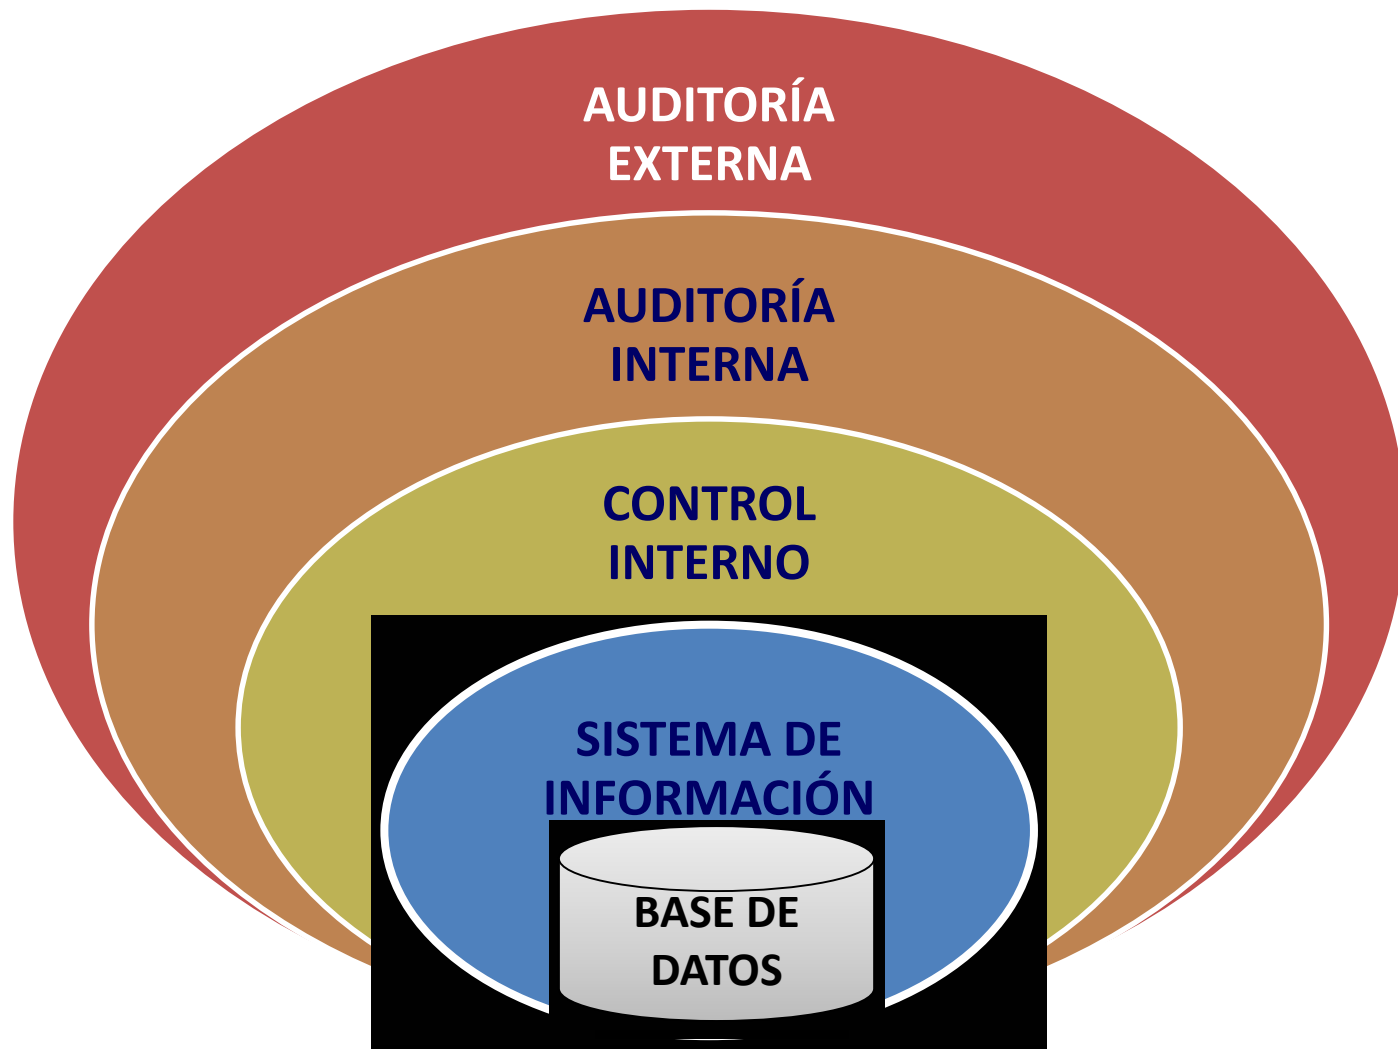 AUDITORÍA
EXTERNA
AUDITORÍA
INTERNA
CONTROL
INTERNO
SISTEMA DE
INFORMACIÓN
BASE DE
DATOS